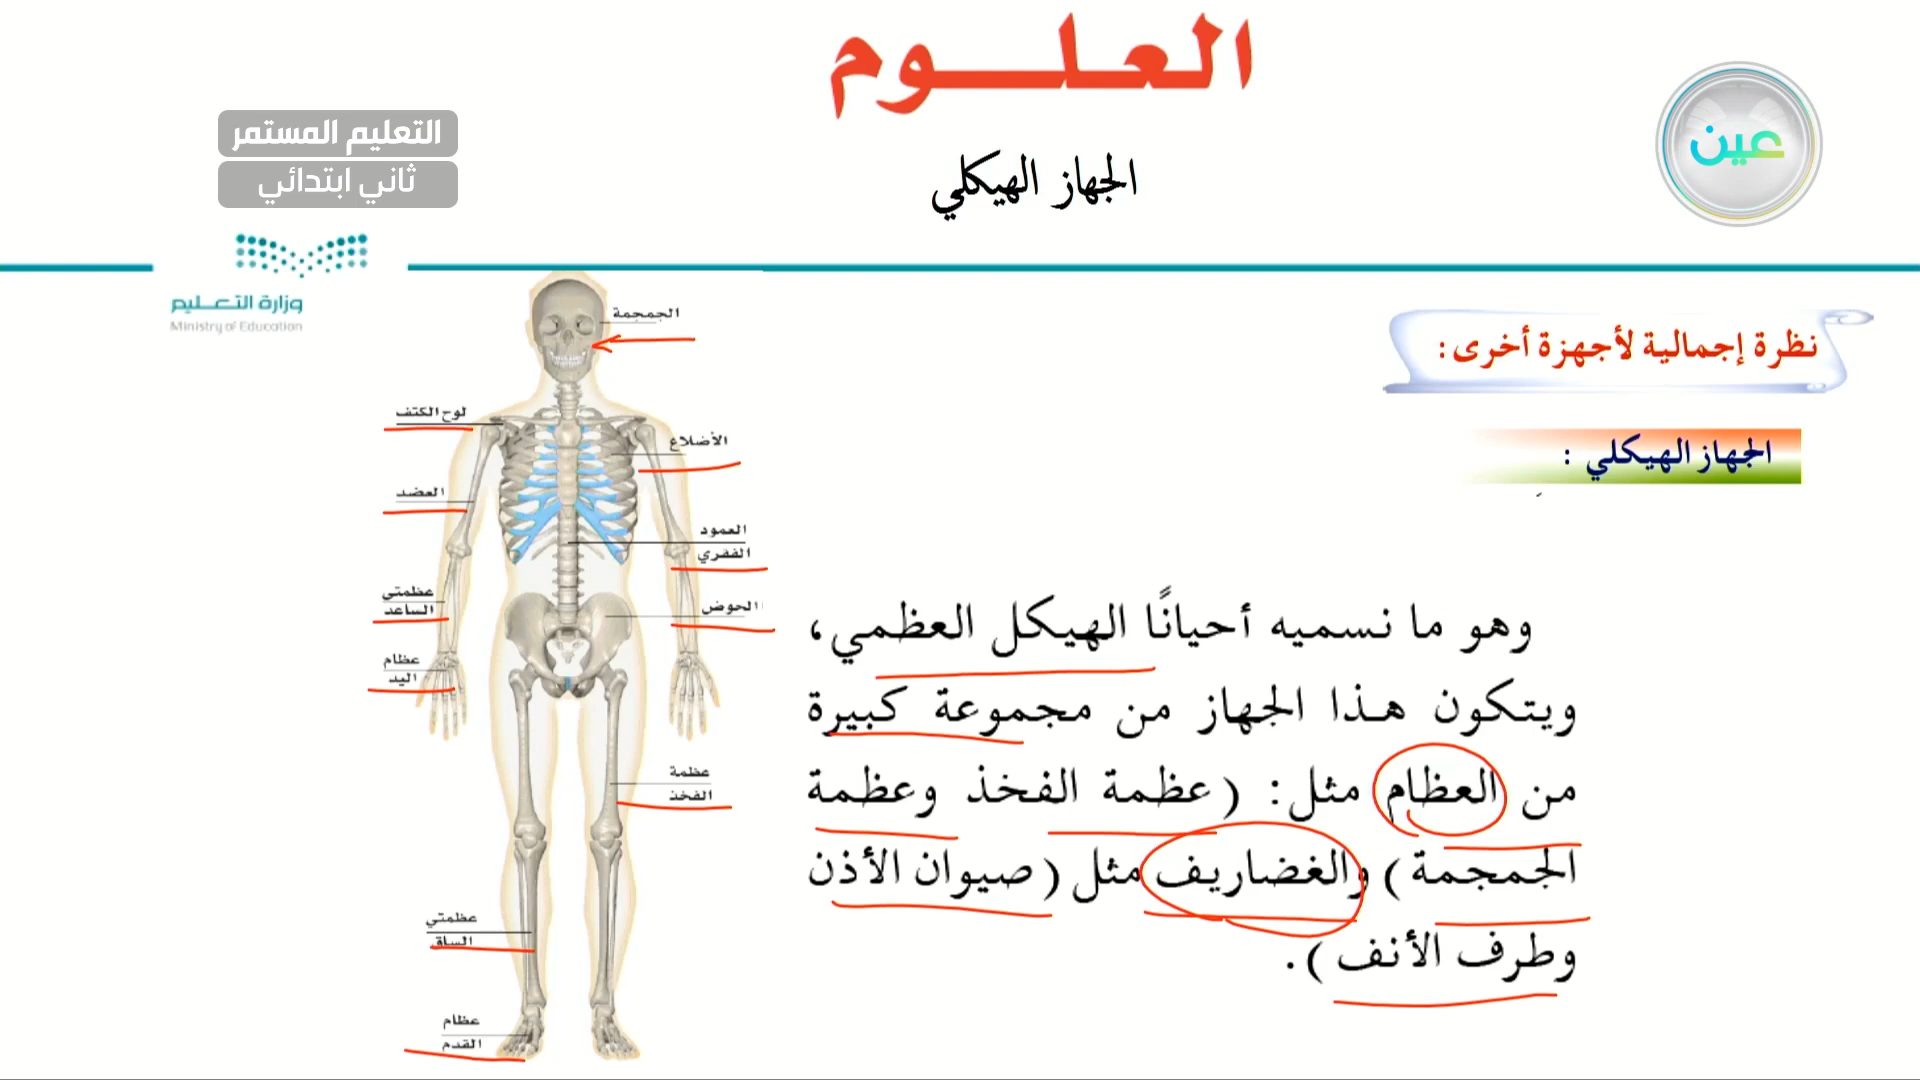 العلوم
التعليم المستمر
ثاني ابتدائي
عين
الجهاز الهيكلي
وزارة التعليم
Ministry of Education
نظرة إجمالية لأجهزة أخرى :
الجهاز الهيكلي :
وهو ما نسميه أحيانًا الهيكل العظمي،
ويتكون هذا الجهاز من مجموعة كبيرة
من العظام مثل: (عظمة الفخذ وعظمة
الجمجمة) والغضاريف مثل (صيوان الأذن
وطرف الأنف).
الجمجمة
لوح الكتف
الأضلاع
العضد
العمود
الفقري
عظمتي
الساعد
الحوض
عظام
اليد
عظمة
الفخذ
عظمتي
الساق
عظام
القدم